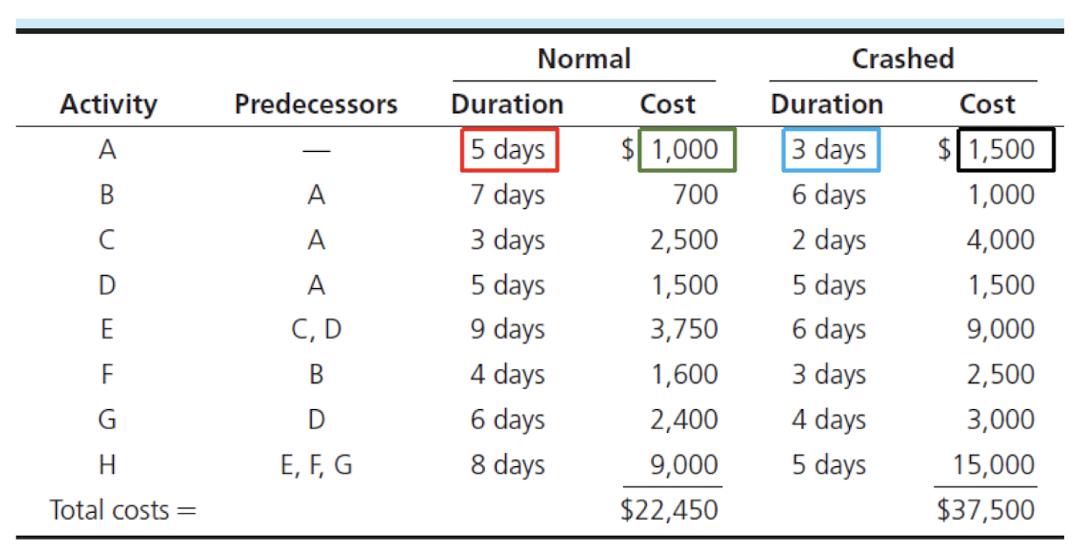 Normal Crashed
Activity Predecessors Duration Cost Duration Cost
A — 5 days $ 1,000 3 days $ 1,500
B A 7 days 700 6 days 1,000
C A 3 days 2,500 2 days 4,000
D A 5 days 1,500 5 days 1,500
E C, D 9 days 3,750 6 days 9,000
F B 4 days 1,600 3 days 2,500
G D 6 days 2,400 4 days 3,000
H E, F, G 8 days 9,000 5 days 15,000
Total costs = $22,450 $37,500